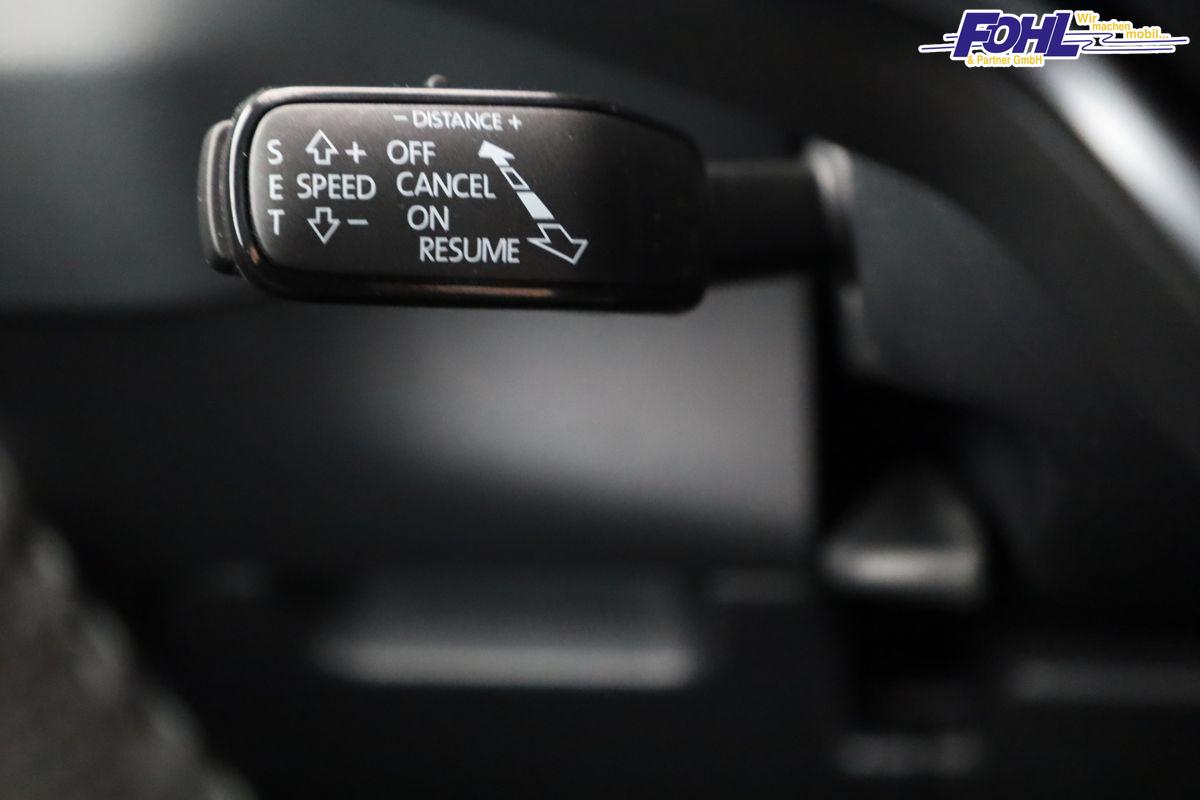 FOHL
Wir
machen
mobil...
& Partner GmbH
- DISTANCE +
S + OFF
E SPEED CANCEL
T - ON
RESUME